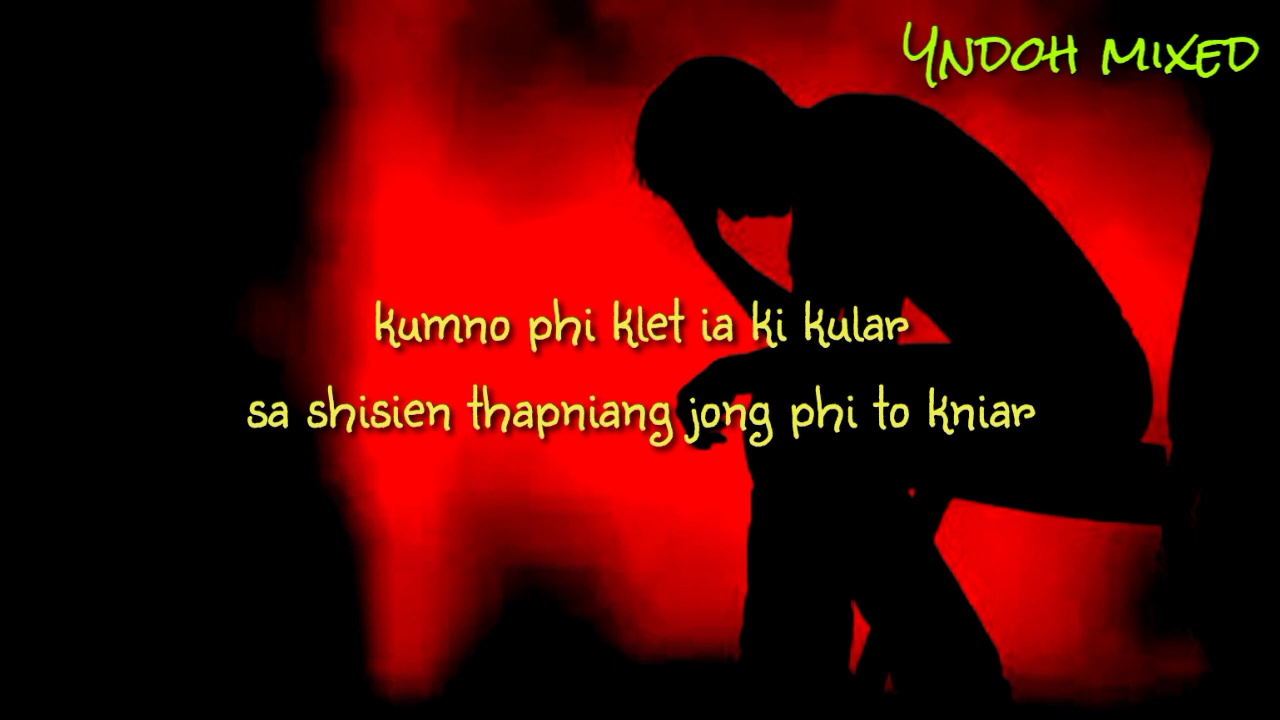 Yndoh mixed
kumno phi klet ia ki kular
sa shisien thapniang jong phi to kniar